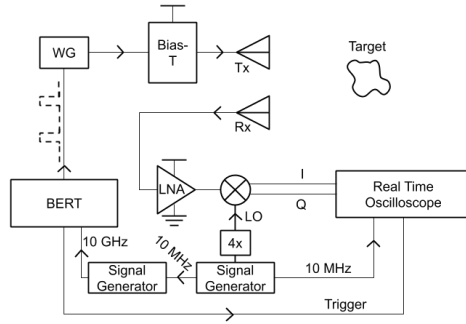 WG
Bias-
T
Tx
Target
Rx
LNA
I
Q
LO
Real Time
Oscilloscope
BERT
10 GHz
10 MHz
4x
Signal
Generator
Signal
Generator
10 MHz
Trigger